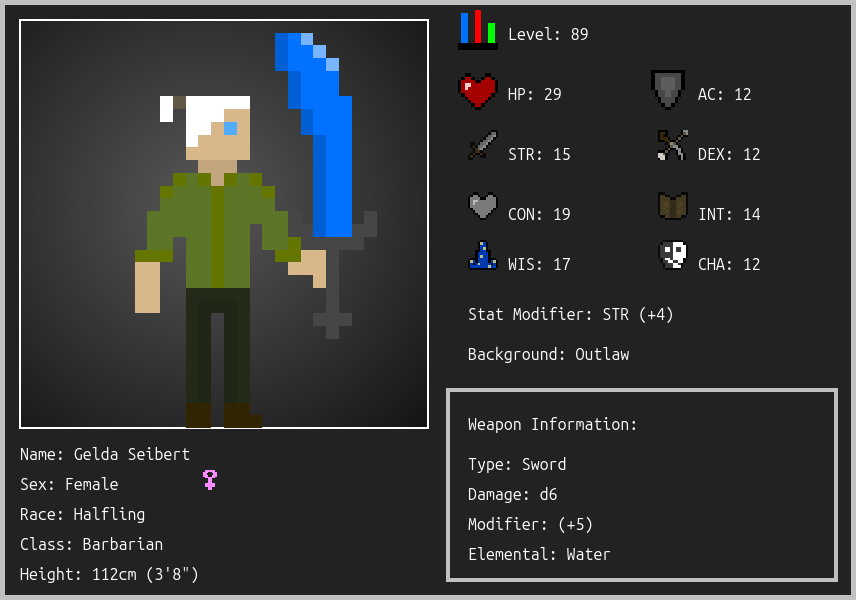 Level: 89
HP: 29
AC: 12
STR: 15
DEX: 12
CON: 19
INT: 14
WIS: 17
CHA: 12
Stat Modifier: STR (+4)
Background: Outlaw
Weapon Information:
Type: Sword
Damage: d6
Modifier: (+5)
Elemental: Water
Name: Gelda Seibert
Sex: Female
Race: Halfling
Class: Barbarian
Height: 112cm (3'8")